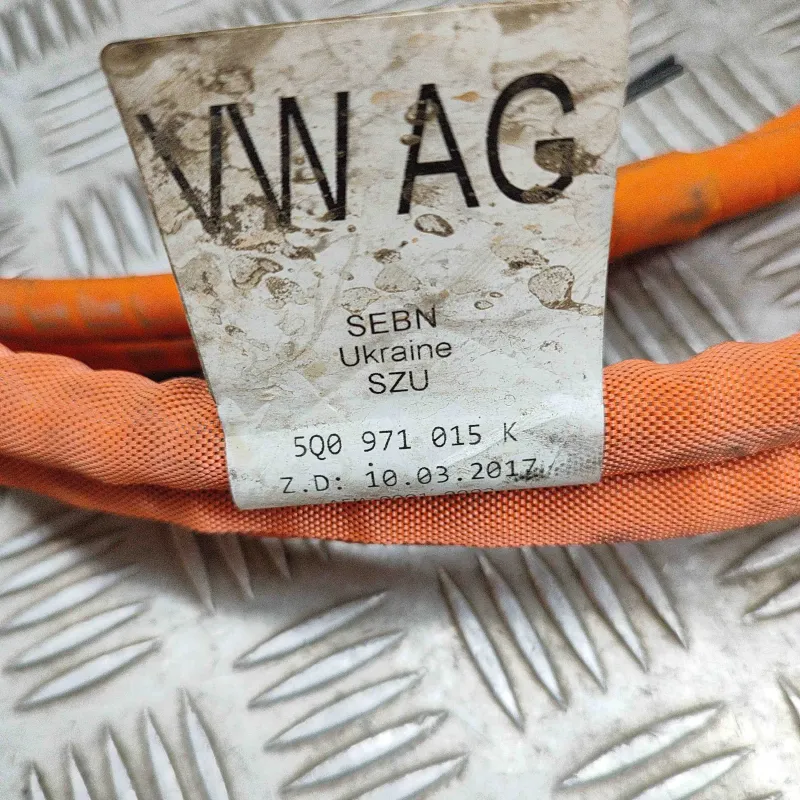 VW AG
SEBN
Ukraine
SZU
5Q0 971 015 K
Z.D: 10.03.2017